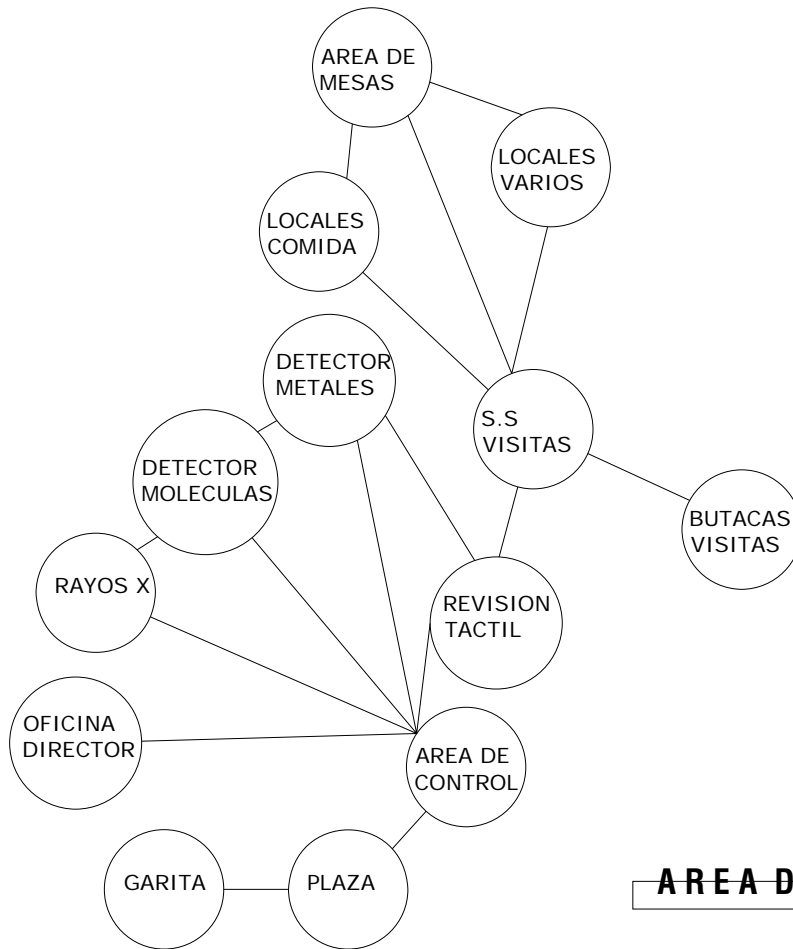 AREA DE
MESAS
LOCALES
VARIOS
LOCALES
COMIDA
DETECTOR
METALES
S.S
VISITAS
DETECTOR
MOLECULAS
BUTACAS
VISITAS
RAYOS X
REVISION
TACTIL
OFICINA
DIRECTOR
AREA DE
CONTROL
GARITA
PLAZA
AREA D